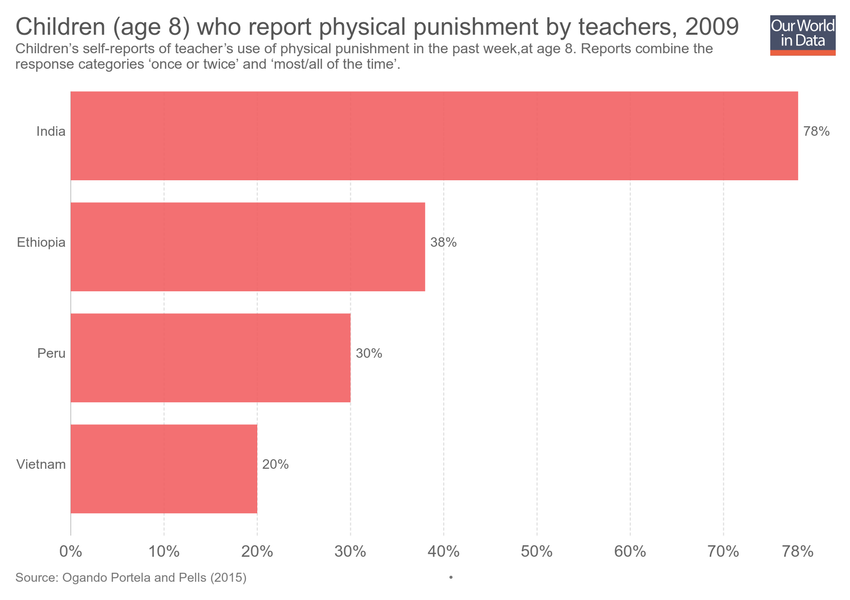 Children (age 8) who report physical punishment by teachers, 2009
Our World
in Data
Children's self-reports of teacher's use of physical punishment in the past week,at age 8. Reports combine the
response categories ‘once or twice’ and ‘most/all of the time’.
India
78%
Ethiopia
38%
Peru
30%
Vietnam
20%
0% 10% 20% 30% 40% 50% 60% 70% 78%
Source: Ogando Portela and Pells (2015) •